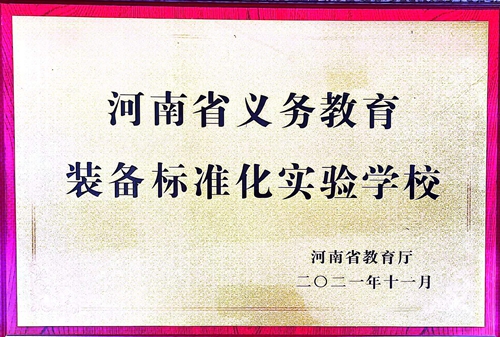 河南省义务教育
装备标准化实验学校
河南省教育厅
二〇二一年十一月